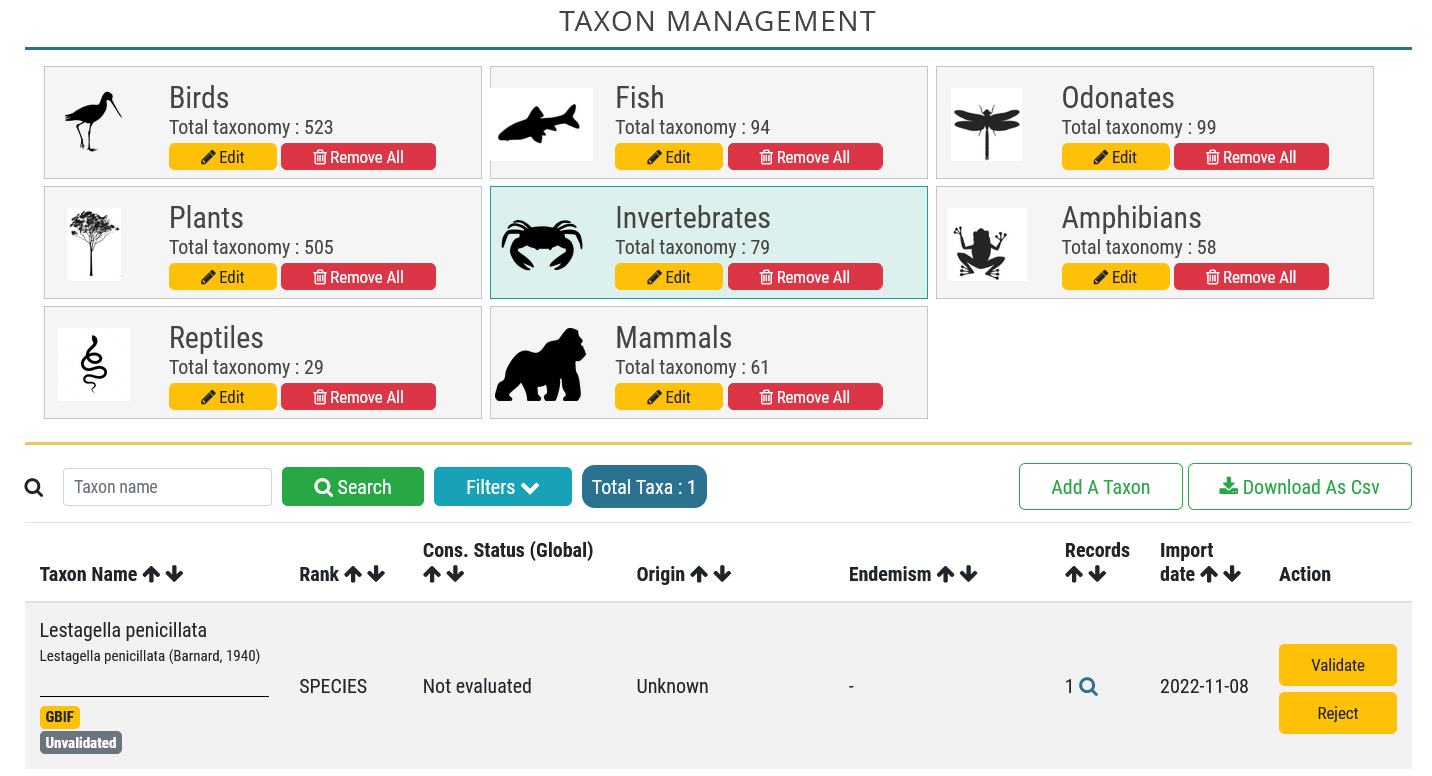 TAXON MANAGEMENT
Birds
Total taxonomy : 523
Edit
Remove All
Fish
Total taxonomy : 94
Edit
Remove All
Odonates
Total taxonomy : 99
Edit
Remove All
Plants
Total taxonomy : 505
Edit
Remove All
Invertebrates
Total taxonomy : 79
Edit
Remove All
Amphibians
Total taxonomy : 58
Edit
Remove All
Reptiles
Total taxonomy : 29
Edit
Remove All
Mammals
Total taxonomy : 61
Edit
Remove All
Taxon name
Search
Filters
Total Taxa : 1
Add A Taxon
Download As Csv
Taxon Name
Rank
Cons. Status (Global)
Origin
Endemism
Records
Import
date
Action
Lestagella penicillata
Lestagella penicillata (Barnard, 1940)
GBIF
Unvalidated
SPECIES
Not evaluated
Unknown
-
1
2022-11-08
Validate
Reject